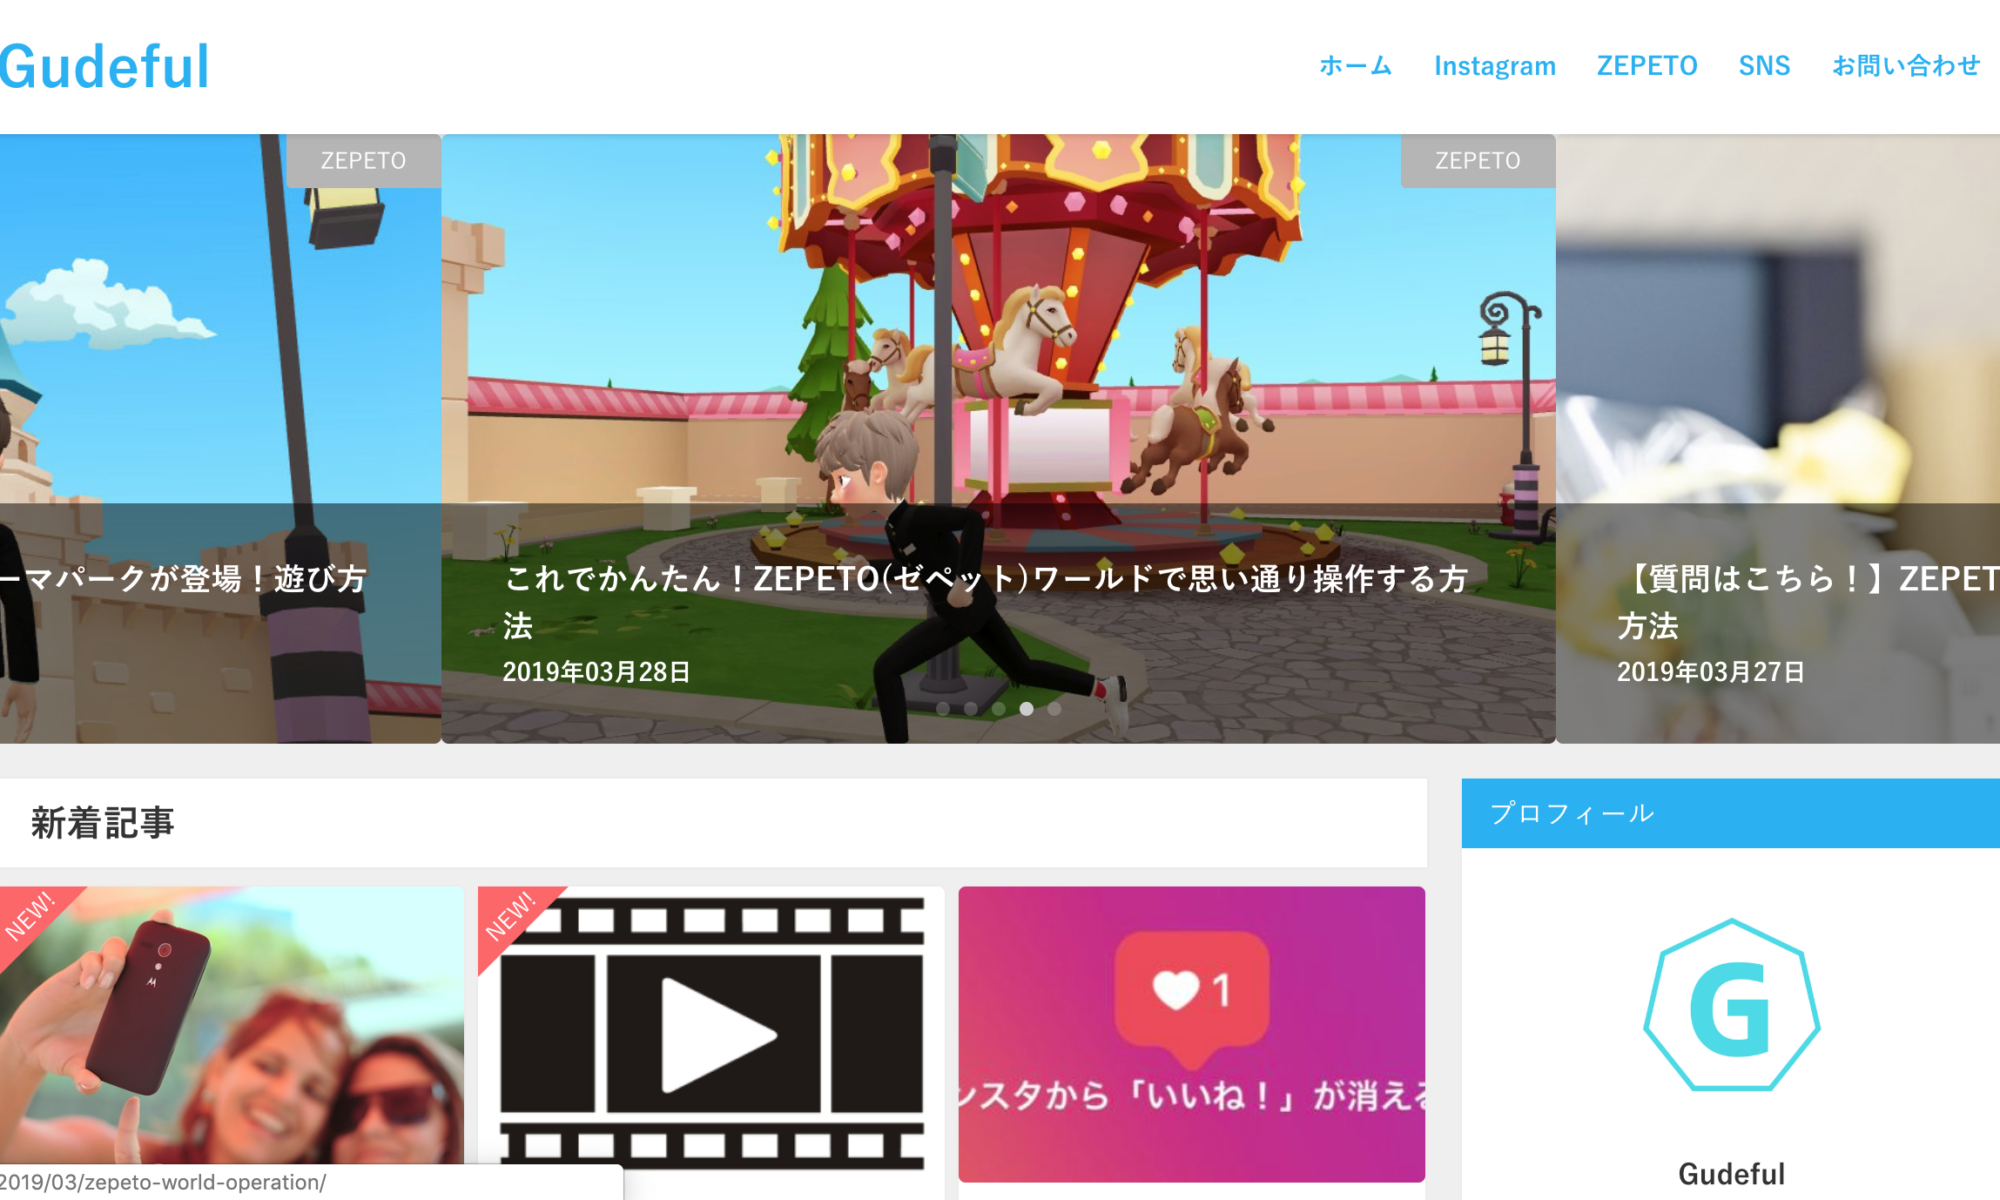 Gudeful
ホーム Instagram ZEPETO SNS お問い合わせ
ZEPETO
ーマパークが登場！遊び方
ZEPETO
これでかんたん！ZEPETO(ゼペット)ワールドで思い通り操作する方
法
2019年03月28日
【質問はこちら！】ZEPET
方法
2019年03月27日
新着記事
NEW!
NEW!
1
ンスタから「いいね！」が消える
プロフィール
G
Gudeful
2019/03/zepeto-world-operation/